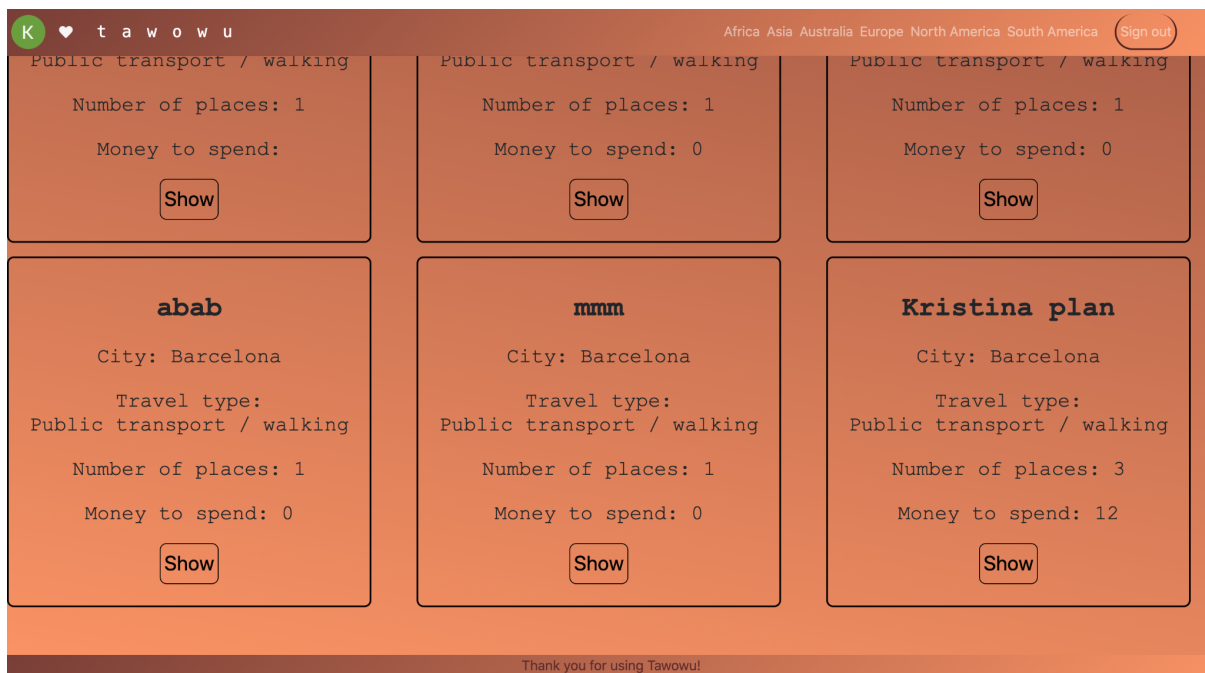 K ♥ t a w o w u
Africa Asia Australia Europe North America South America Sign out
Public transport / walking
Number of places: 1
Money to spend:
Show
Public transport / walking
Number of places: 1
Money to spend: 0
Show
Public transport / walking
Number of places: 1
Money to spend: 0
Show
abab
City: Barcelona
Travel type:
Public transport / walking
Number of places: 1
Money to spend: 0
Show
mmm
City: Barcelona
Travel type:
Public transport / walking
Number of places: 1
Money to spend: 0
Show
Kristina plan
City: Barcelona
Travel type:
Public transport / walking
Number of places: 3
Money to spend: 12
Show
Thank you for using Tawowu!